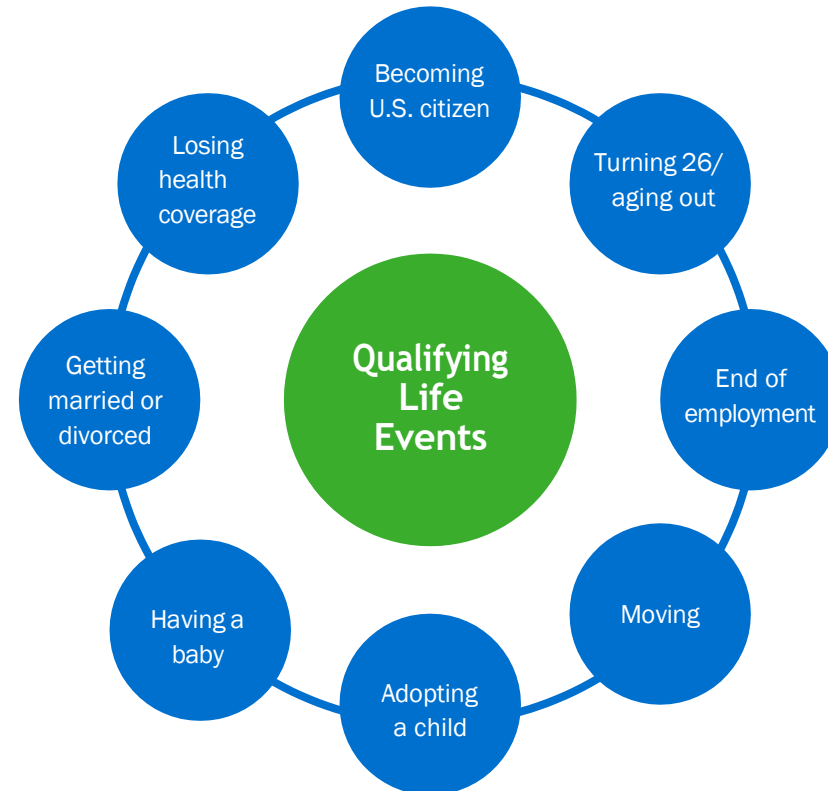 Becoming
U.S. citizen
Turning 26/
aging out
End of
employment
Moving
Adopting
a child
Having a
baby
Getting
married or
divorced
Losing
health
coverage
Qualifying
Life
Events